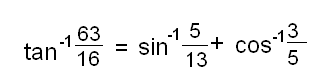 tan⁻¹ 63/16 = sin⁻¹ 5/13 + cos⁻¹ 3/5